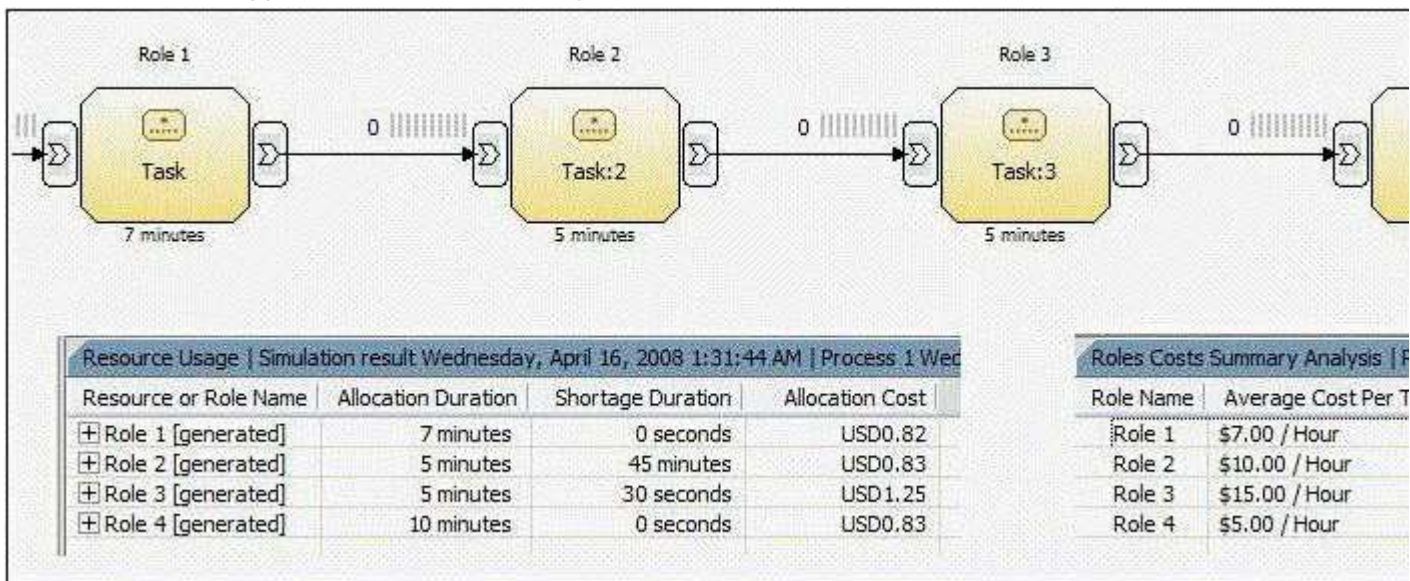 Role 1 Role 2 Role 3
0 0 0
Task Task:2 Task:3
7 minutes 5 minutes 5 minutes
Resource Usage | Simulation result Wednesday, April 16, 2008 1:31:44 AM | Process 1 Wed Roles Costs Summary Analysis |
Resource or Role Name Allocation Duration Shortage Duration Allocation Cost Role Name Average Cost Per T
Role 1 [generated] 7 minutes 0 seconds USD0.82 Role 1 $7.00 / Hour
Role 2 [generated] 5 minutes 45 minutes USD0.83 Role 2 $10.00 / Hour
Role 3 [generated] 5 minutes 30 seconds USD1.25 Role 3 $15.00 / Hour
Role 4 [generated] 10 minutes 0 seconds USD0.83 Role 4 $5.00 / Hour